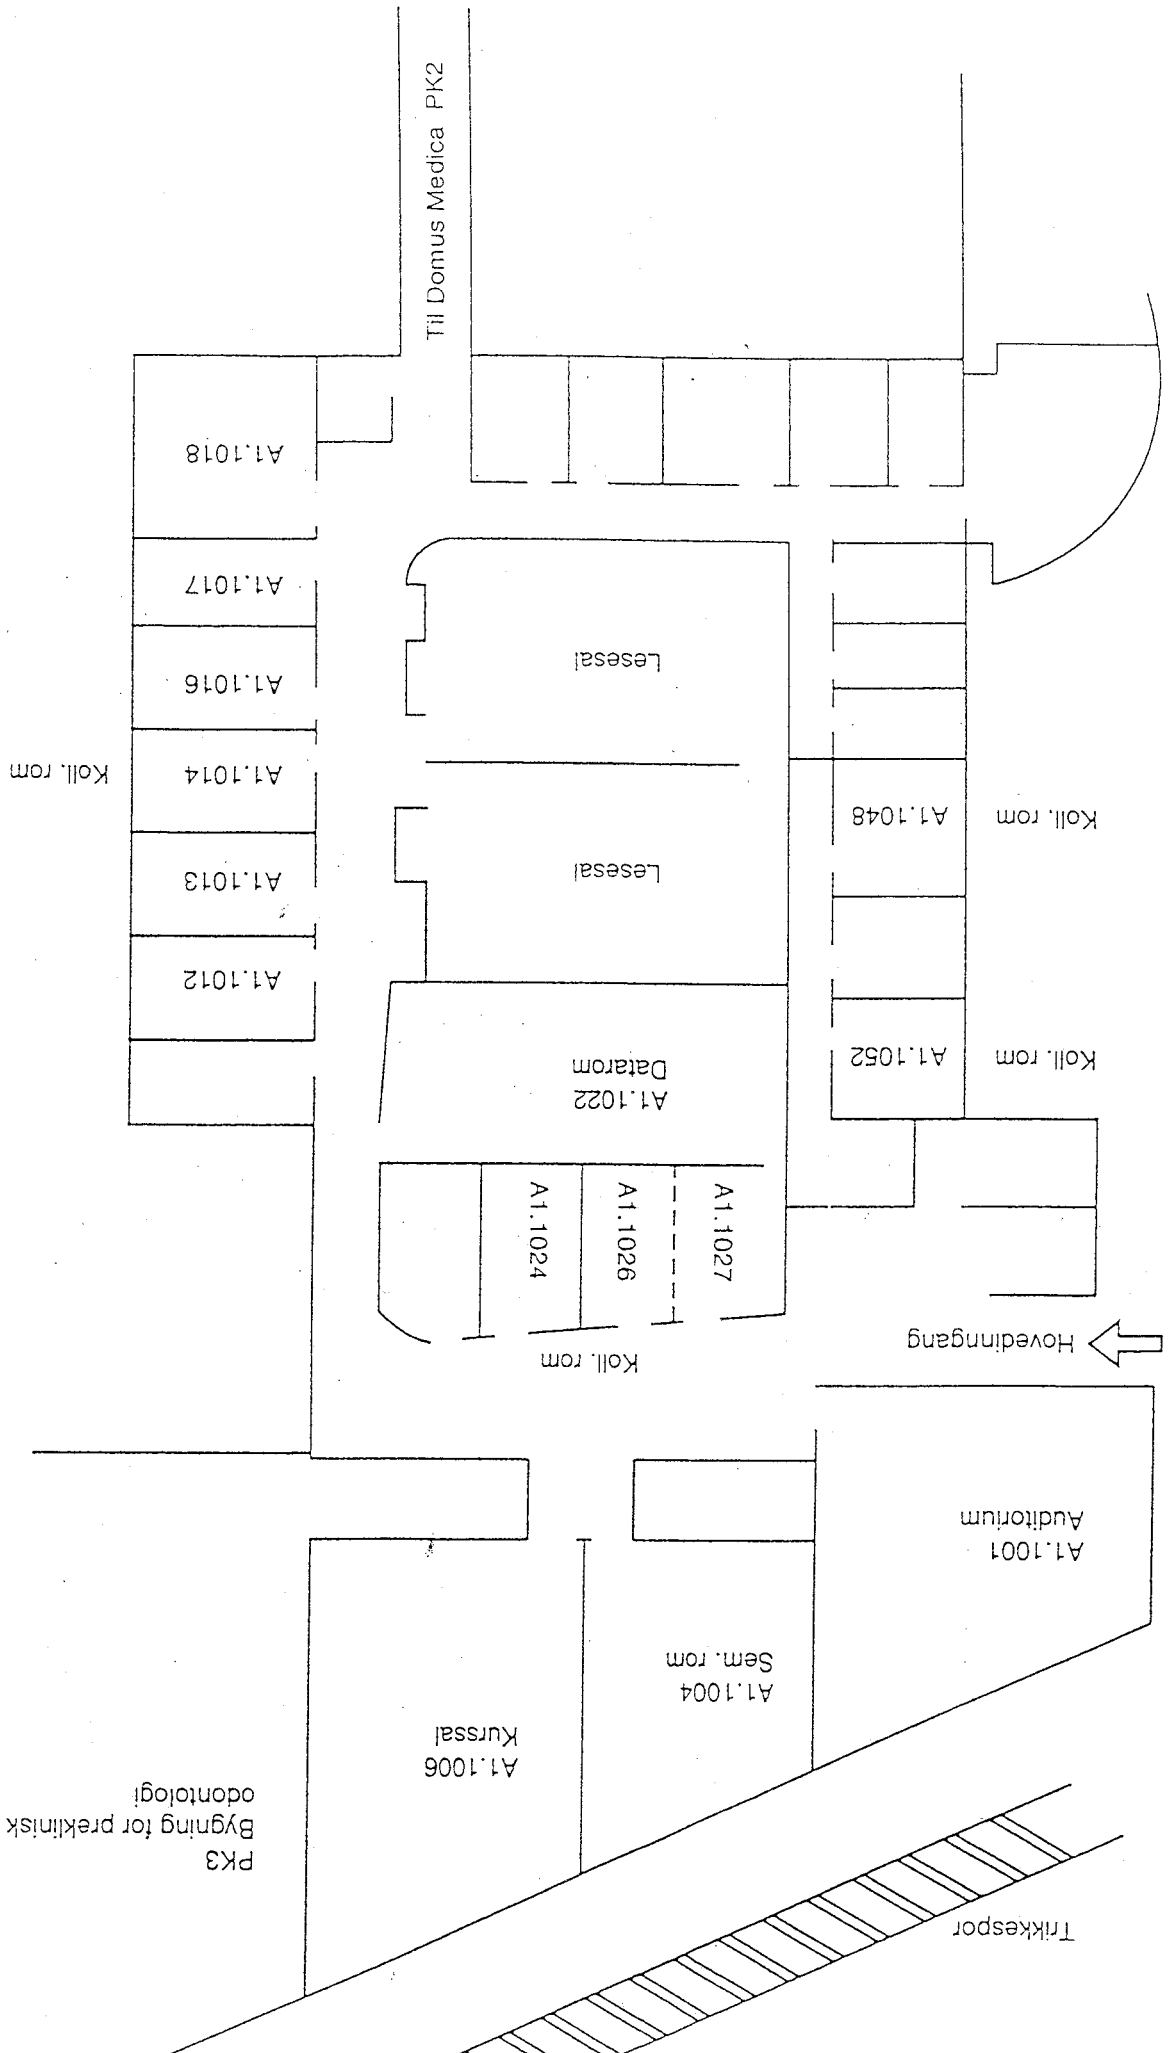 Trikkespor
PK3
Bygning for preklinisk
odontologi
A1.1006
Kurssal
A1.1004
Sem. rom
A1.1001
Auditorium
Hovedinngang
Koll. rom
A1.1027
A1.1026
A1.1024
A1.1022
Datarom
Koll. rom
A1.1052
Koll. rom
A1.1048
Lesesal
Lesesal
A1.1012
A1.1013
A1.1014
Koll. rom
A1.1016
A1.1017
A1.1018
Til Domus Medica PK2